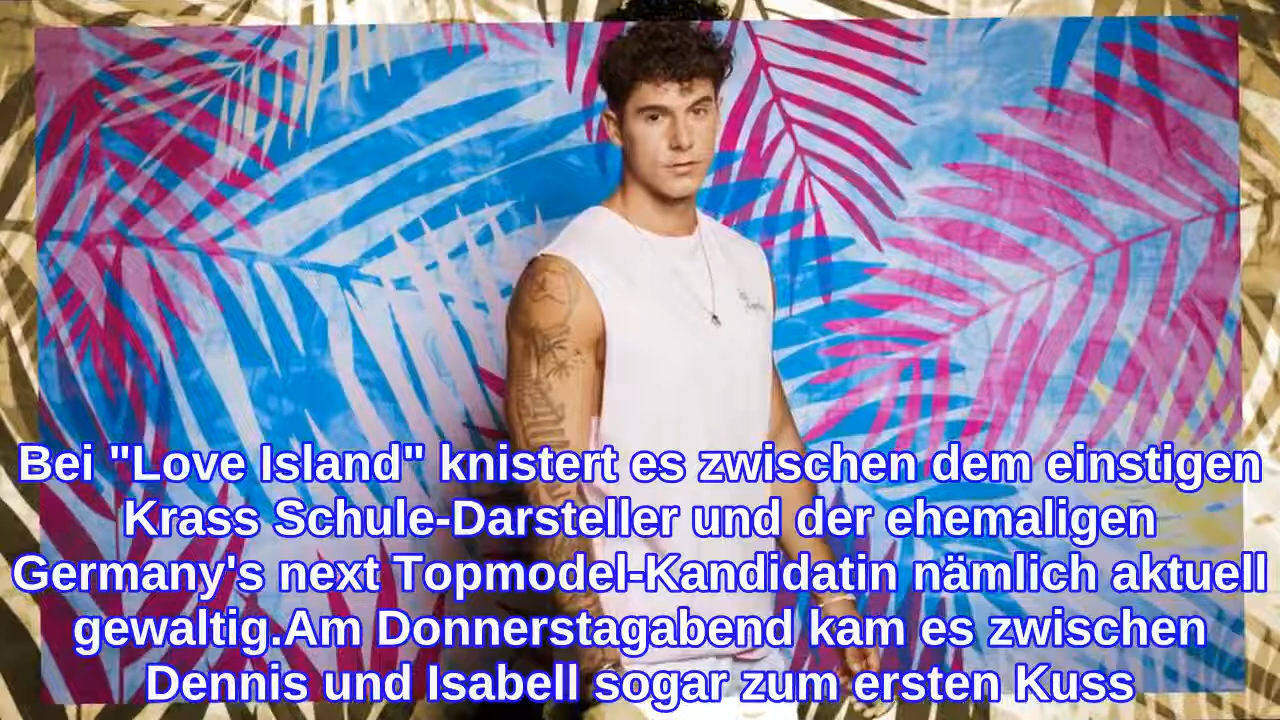 Bei "Love Island" knistert es zwischen dem einstigen
Krass Schule-Darsteller und der ehemaligen
Germany's next Topmodel-Kandidatin nämlich aktuell
gewaltig.Am Donnerstagabend kam es zwischen
Dennis und Isabell sogar zum ersten Kuss